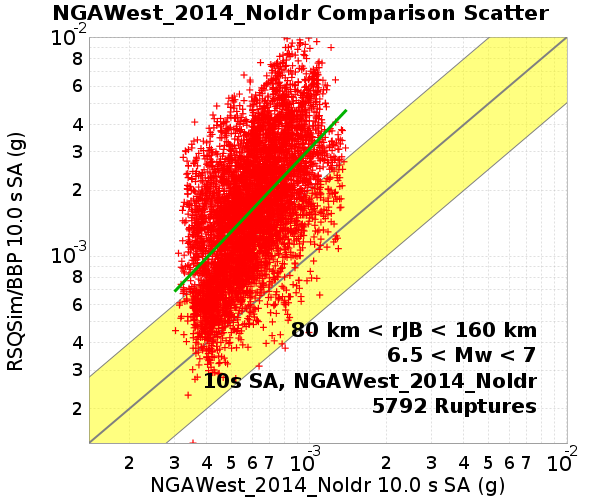 NGAWest_2014_NoIdr Comparison Scatter
10^-2
8
6
4
3
2
10^-3
8
6
4
3
2
RSQSim/BBP 10.0 s SA (g)
80 km < rJB < 160 km
6.5 < Mw < 7
10s SA, NGAWest_2014_NoIdr
5792 Ruptures
2 3 4 5 6 7 10^-3 2 3 4 5 6 7 10^-2
NGAWest_2014_NoIdr 10.0 s SA (g)